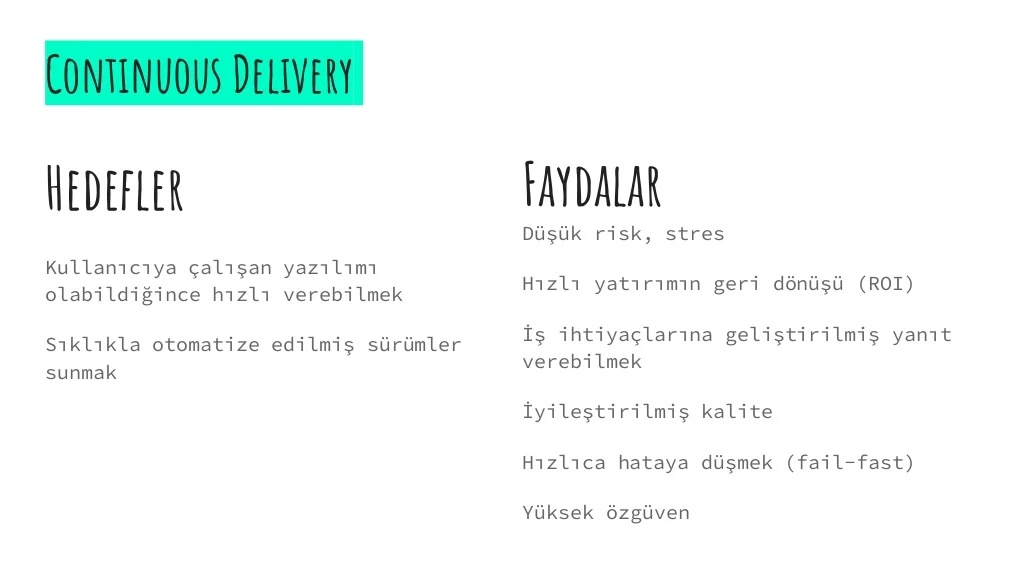 Continuous Delivery
Hedefler
Kullanıcıya çalışan yazılımı
olabildiğince hızlı verebilmek
Sıklıkla otomatize edilmiş sürümler
sunmak
Faydalar
Düşük risk, stres
Hızlı yatırımın geri dönüşü (ROI)
İş ihtiyaçlarına geliştirilmiş yanıt
verebilmek
İyileştirilmiş kalite
Hızlıca hataya düşmek (fail-fast)
Yüksek özgüven